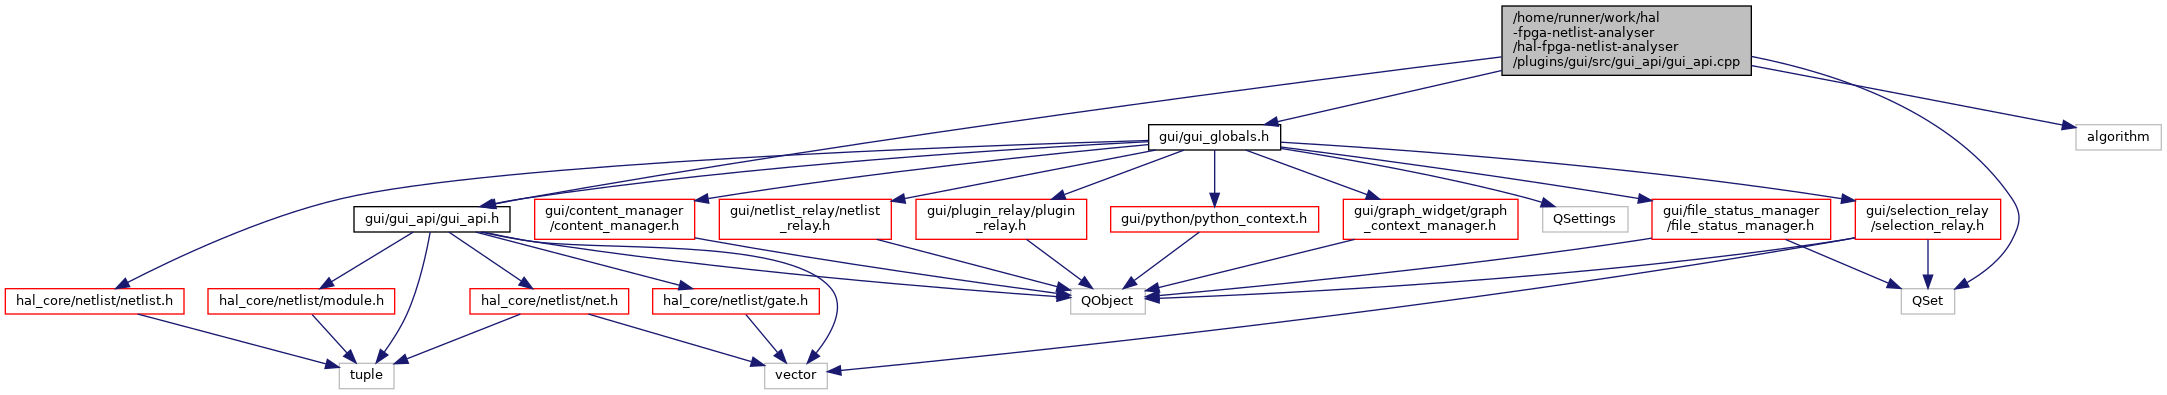 /home/runner/work/hal
-fpga-netlist-analyser
/hal-fpga-netlist-analyser
/plugins/gui/src/gui_api/gui_api.cpp
gui/gui_globals.h
algorithm
gui/gui_api/gui_api.h
gui/content_manager
/content_manager.h
gui/netlist_relay/netlist
_relay.h
gui/plugin_relay/plugin
_relay.h
gui/python/python_context.h
gui/graph_widget/graph
_context_manager.h
QSettings
gui/file_status_manager
/file_status_manager.h
gui/selection_relay
/selection_relay.h
hal_core/netlist/netlist.h
hal_core/netlist/module.h
hal_core/netlist/net.h
hal_core/netlist/gate.h
QObject
QSet
tuple
vector